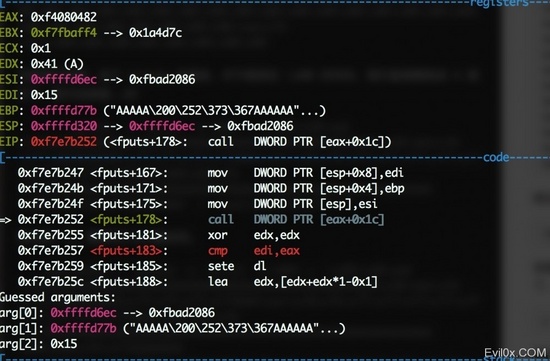 [------------------------------------registers
EAX: 0xf4080482
EBX: 0xf7fbaff4 --> 0x1a4d7c
ECX: 0x1
EDX: 0x41 (A)
ESI: 0xffffd6ec --> 0xfbad2086
EDI: 0x15
EBP: 0xffffd77b ("AAAAA\200\252\373\367AAAAAA"...)
ESP: 0xffffd320 --> 0xffffd6ec --> 0xfbad2086
EIP: 0xf7e7b252 (<fputs+178>: call DWORD PTR [eax+0x1c])
[------------------------------------code
0xf7e7b247 <fputs+167>: mov DWORD PTR [esp+0x8],edi
0xf7e7b24b <fputs+171>: mov DWORD PTR [esp+0x4],ebp
0xf7e7b24f <fputs+175>: mov DWORD PTR [esp],esi
=> 0xf7e7b252 <fputs+178>: call DWORD PTR [eax+0x1c]
0xf7e7b255 <fputs+181>: xor edx,edx
0xf7e7b257 <fputs+183>: cmp edi,eax
0xf7e7b259 <fputs+185>: sete dl
0xf7e7b25c <fputs+188>: lea edx,[edx+edx*1-0x1]
Guessed arguments:
arg[0]: 0xffffd6ec --> 0xfbad2086
arg[1]: 0xffffd77b ("AAAAA\200\252\373\367AAAAAA"...)
arg[2]: 0x15
Evil0x.COM